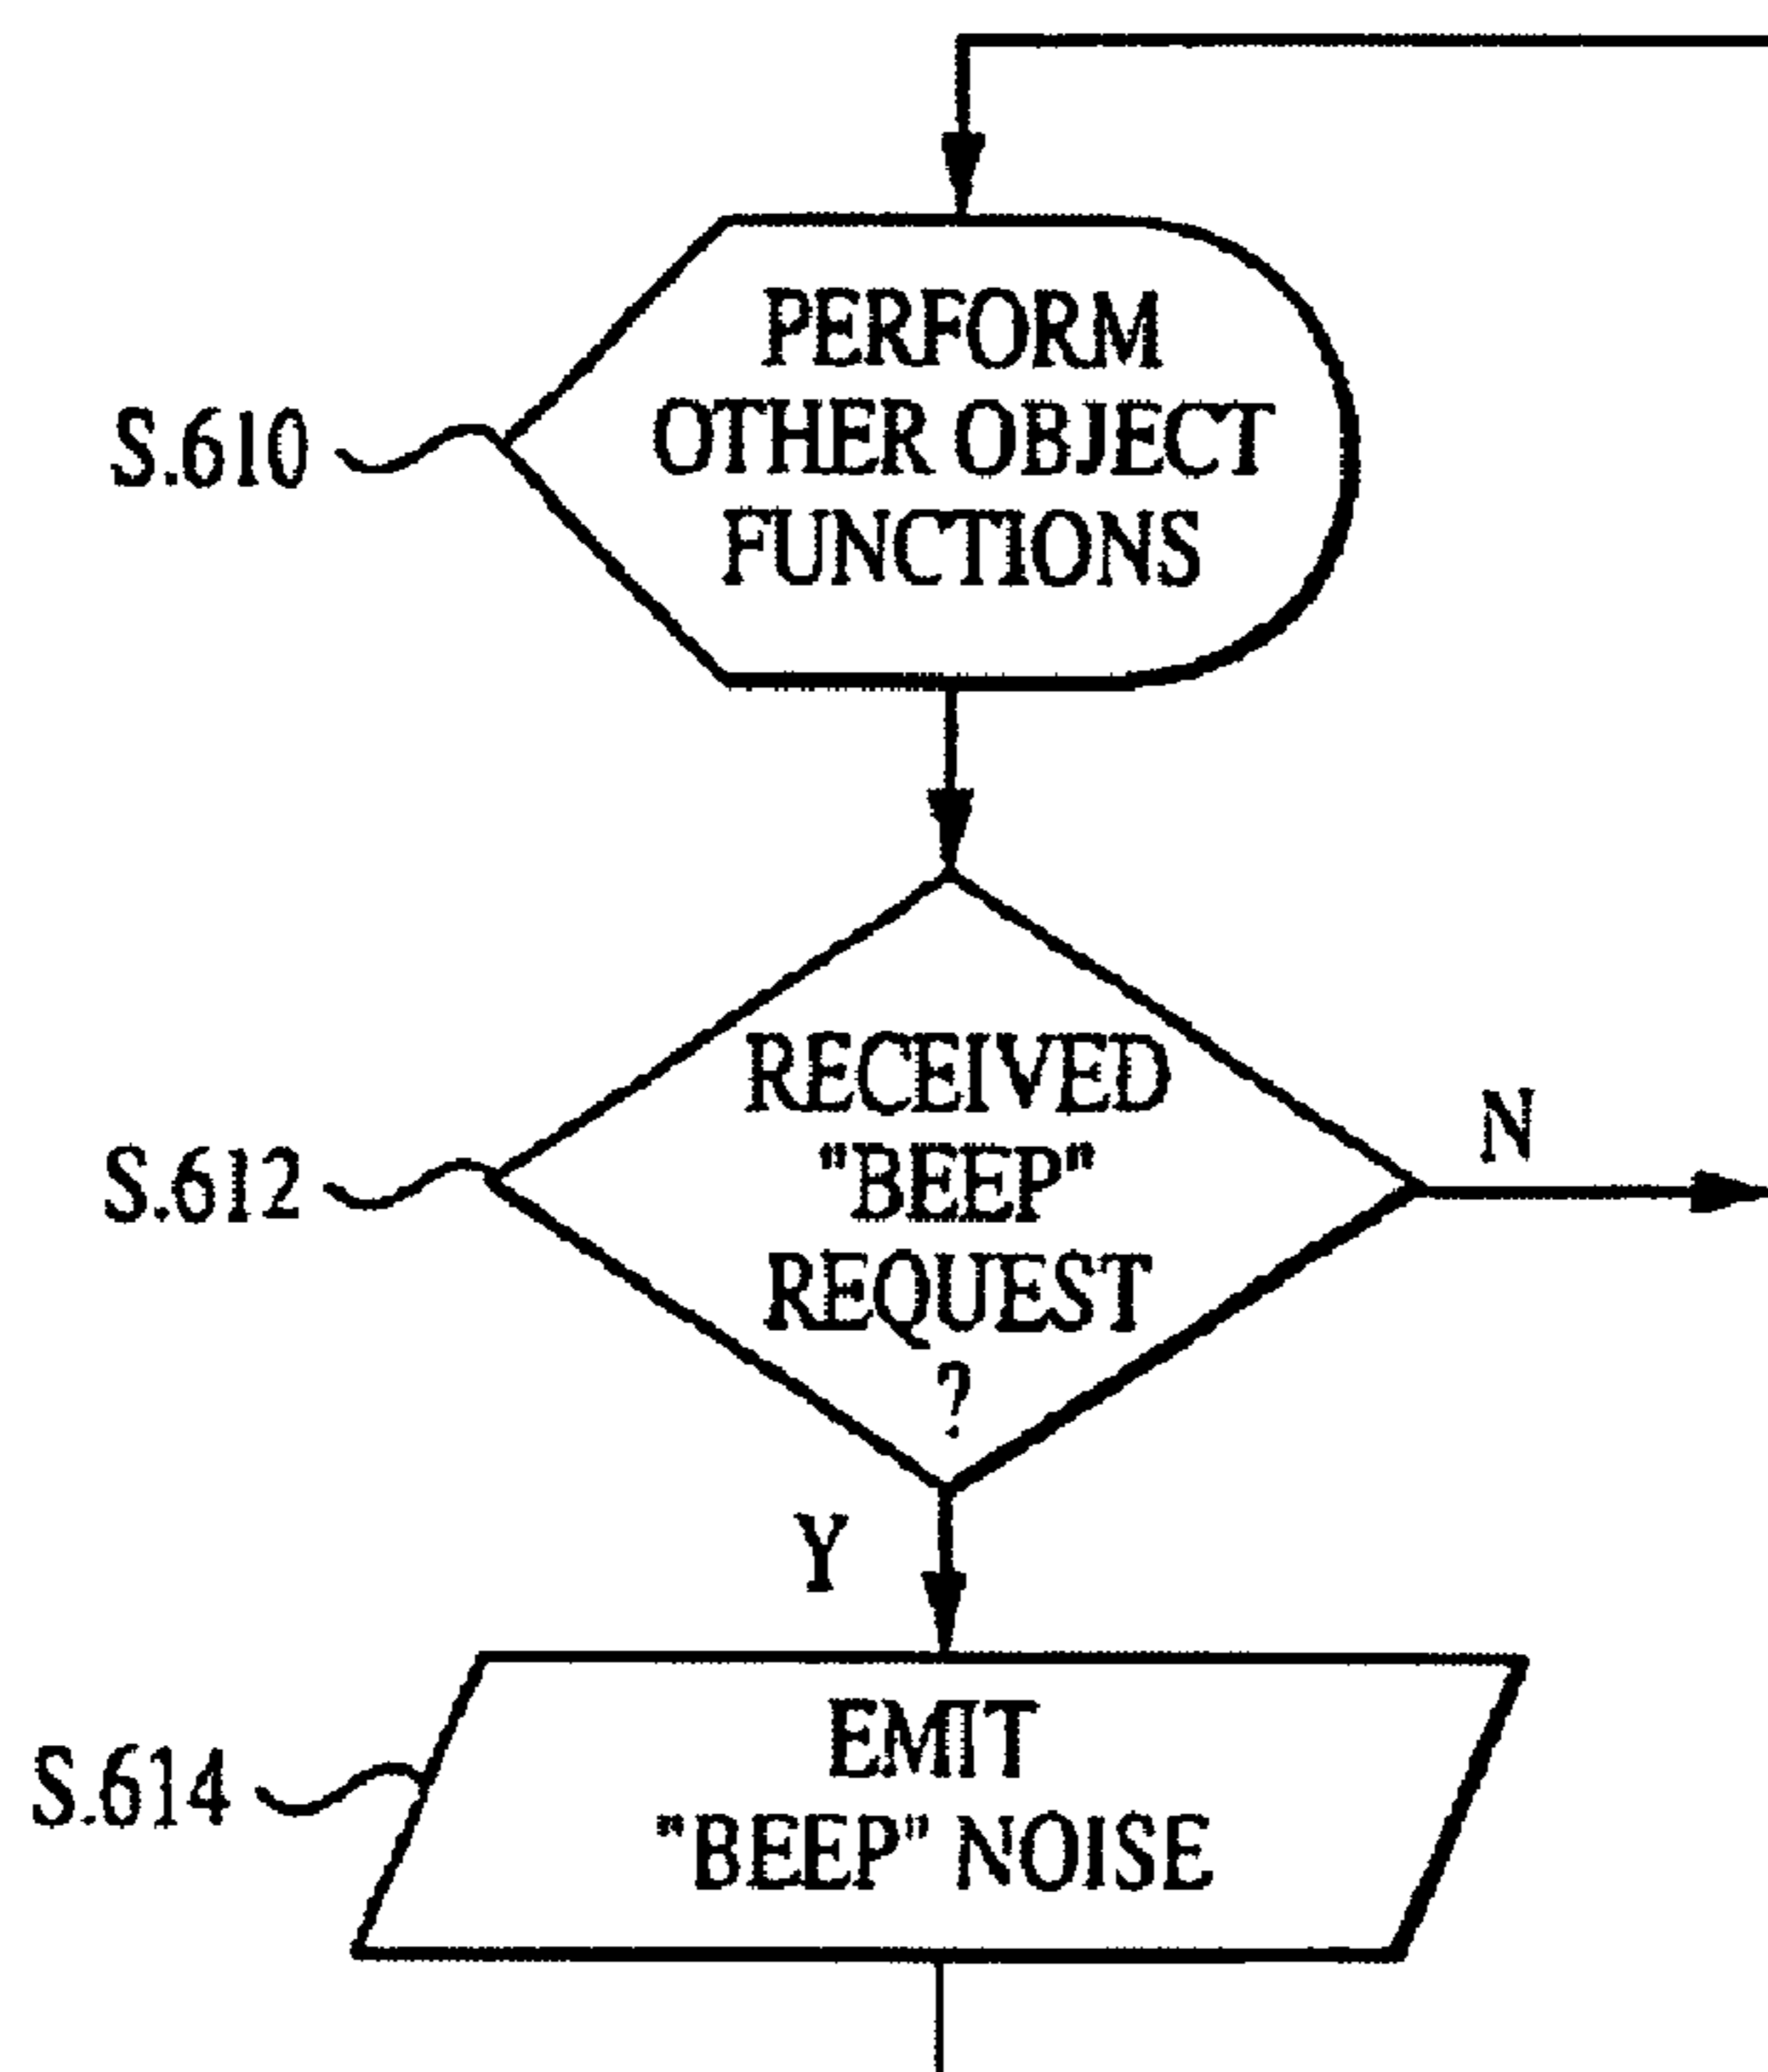 PERFORM
OTHER OBJECT
FUNCTIONS
S.610
RECEIVED
"BEEP"
REQUEST
?
S.612
N
Y
EMIT
"BEEP" NOISE
S.614